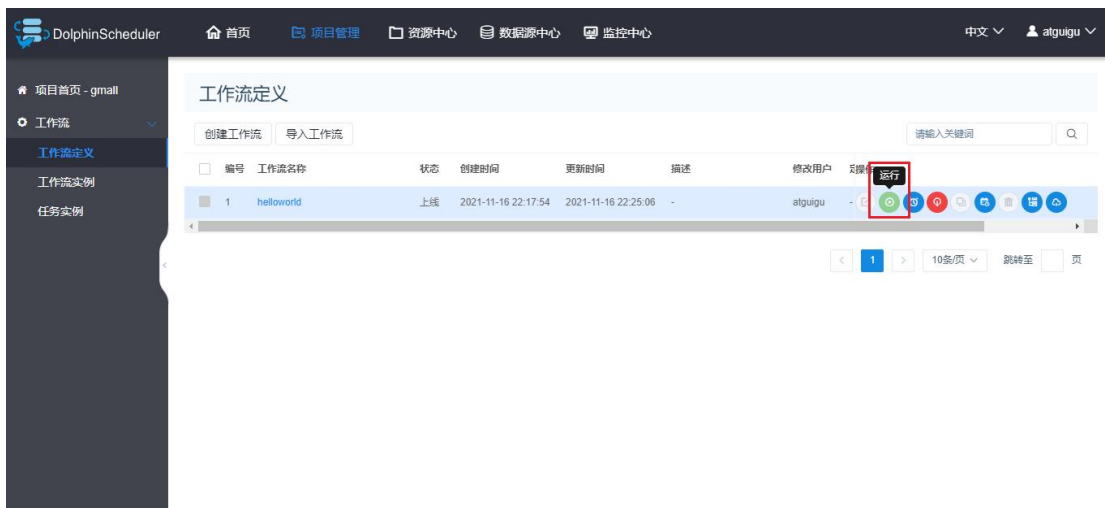 DolphinScheduler 首页 项目管理 资源中心 数据源中心 监控中心 中文 atguigu
项目首页 - gmall
工作流
工作流定义
工作流实例
任务实例
工作流定义
创建工作流 导入工作流 请输入关键词
编号 工作流名称 状态 创建时间 更新时间 描述 修改用户
运行
1 helloworld 上线 2021-11-16 22:17:54 2021-11-16 22:25:06 - atguigu -
1 10条/页 跳转至 页